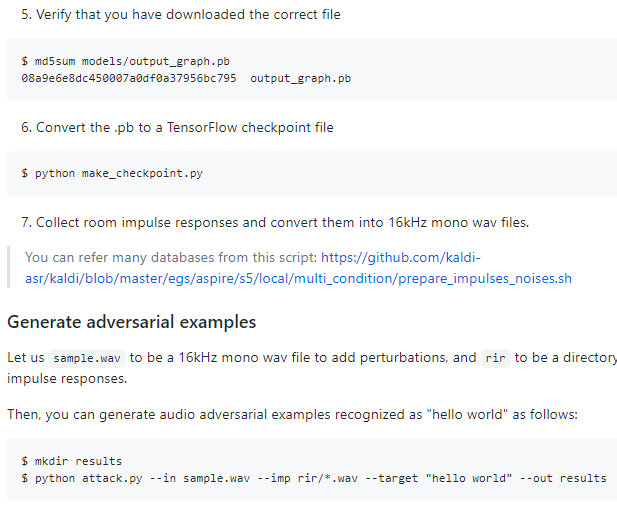 5. Verify that you have downloaded the correct file
$ md5sum models/output_graph.pb
08a9e6e8dc450007a0df0a37956bc795  output_graph.pb
6. Convert the .pb to a TensorFlow checkpoint file
$ python make_checkpoint.py
7. Collect room impulse responses and convert them into 16kHz mono wav files.
You can refer many databases from this script: https://github.com/kaldi-
asr/kaldi/blob/master/egs/aspire/s5/local/multi_condition/prepare_impulses_noises.sh
Generate adversarial examples
Let us sample.wav to be a 16kHz mono wav file to add perturbations, and rir to be a directory
impulse responses.
Then, you can generate audio adversarial examples recognized as "hello world" as follows:
$ mkdir results
$ python attack.py --in sample.wav --imp rir/*.wav --target "hello world" --out results